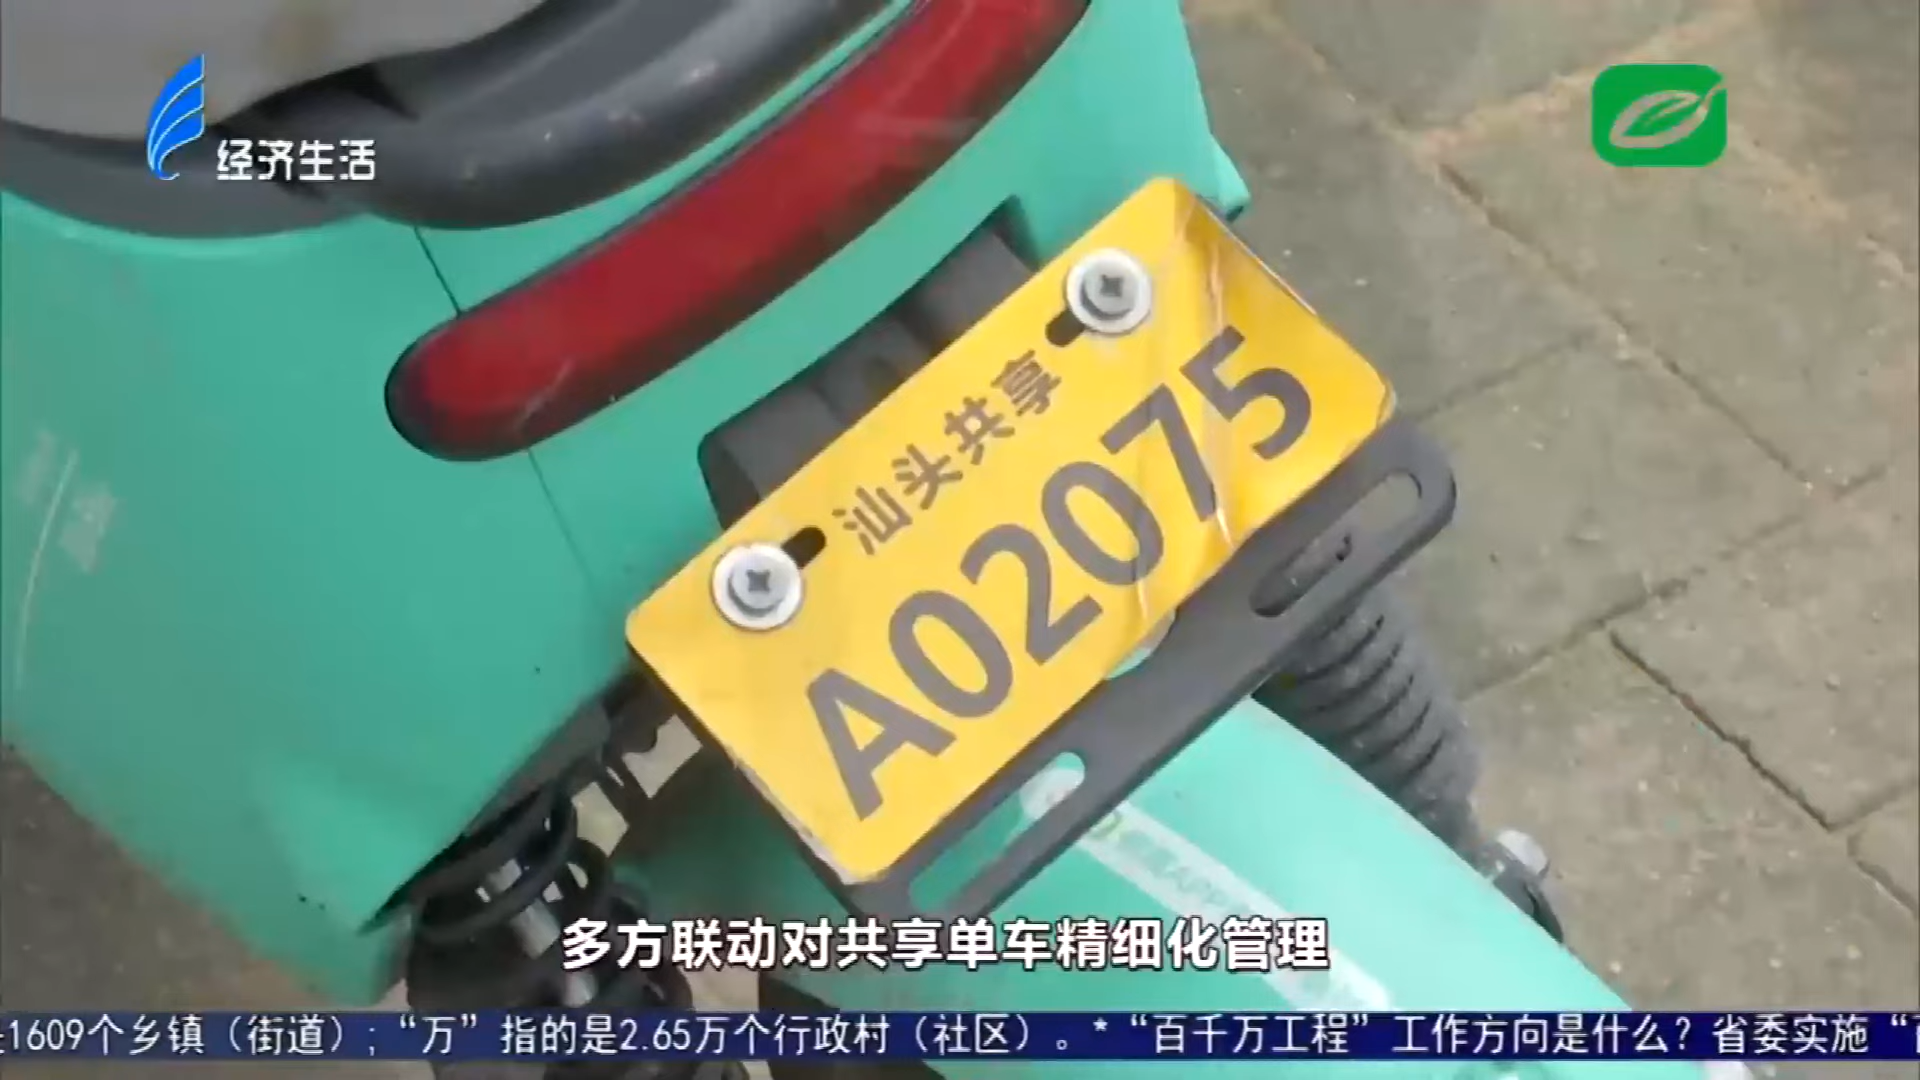 经济生活
汕头共享
A02075
APP
多方联动对共享单车精细化管理
1609个乡镇（街道）；“万”指的是2.65万个行政村（社区）。*“百千万工程”工作方向是什么？省委实施“